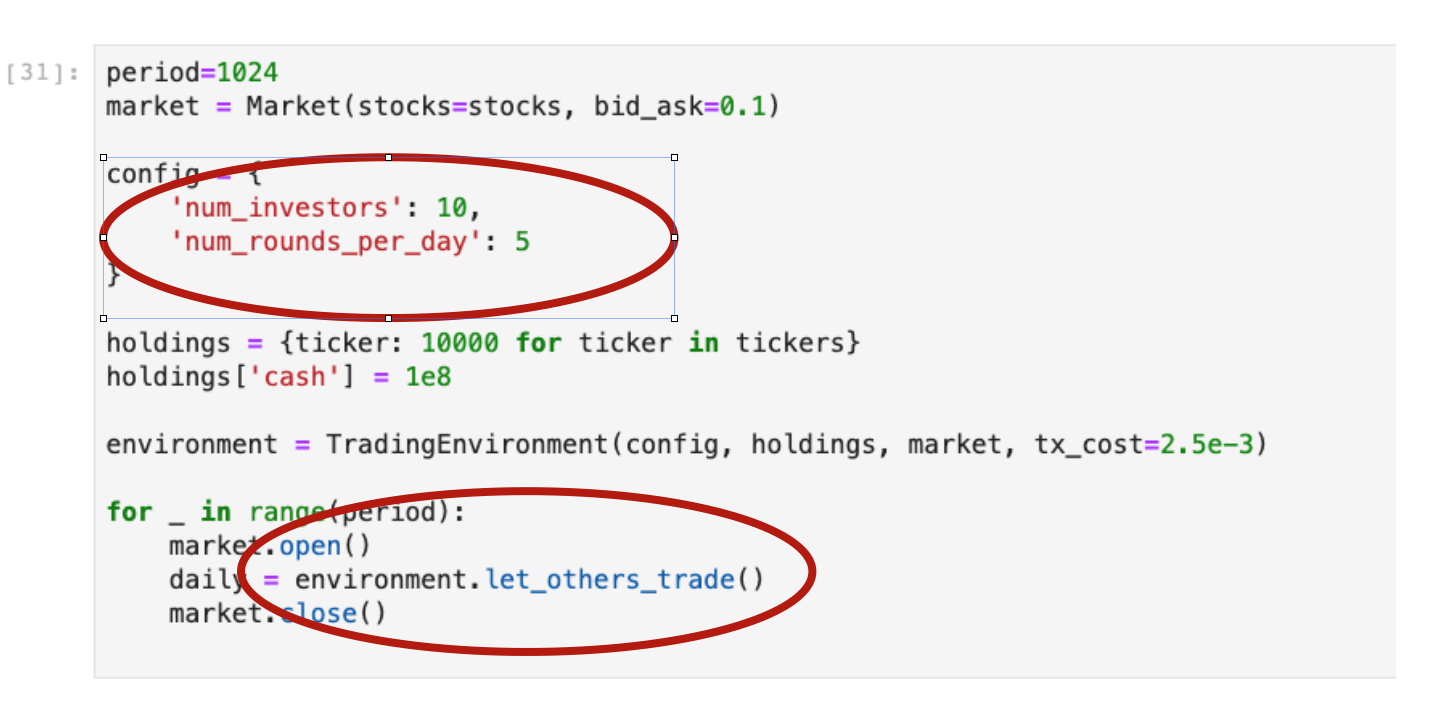 [31]: period=1024
market = Market(stocks=stocks, bid_ask=0.1)
config = {
'num_investors': 10,
'num_rounds_per_day': 5
}
holdings = {ticker: 10000 for ticker in tickers}
holdings['cash'] = 1e8
environment = TradingEnvironment(config, holdings, market, tx_cost=2.5e-3)
for _ in range(period):
market.open()
daily = environment.let_others_trade()
market.close()